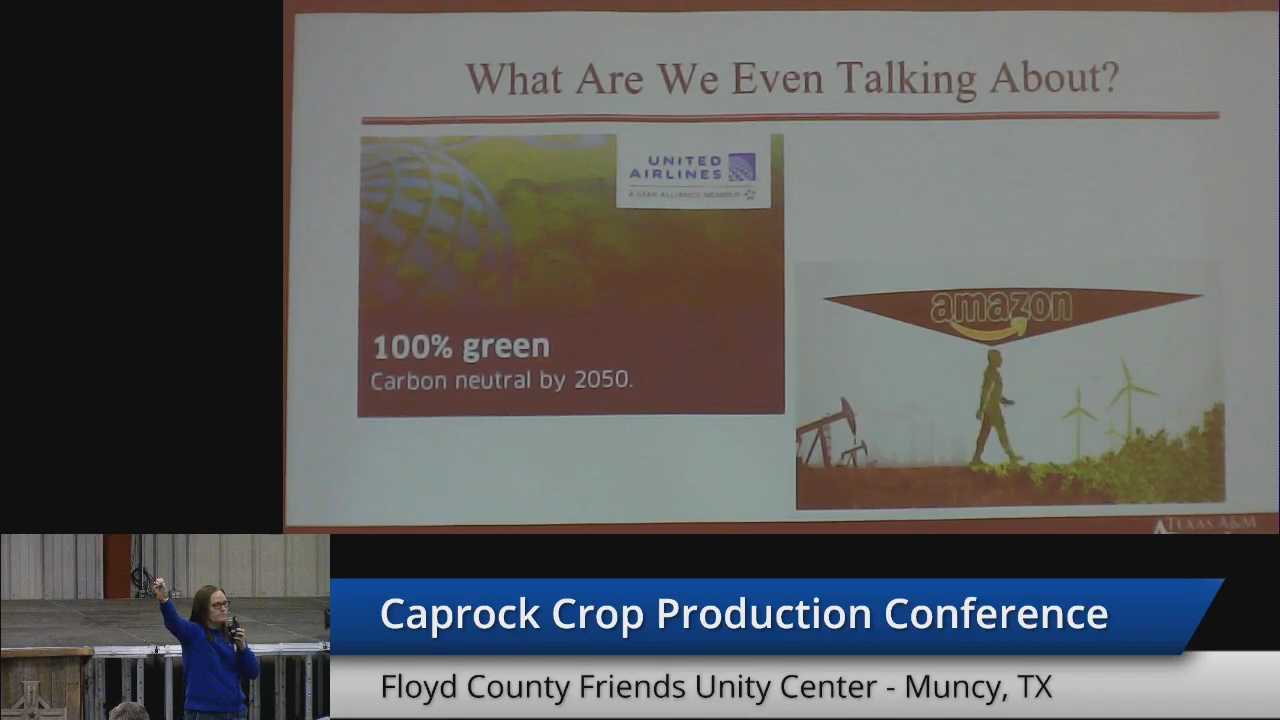 What Are We Even Talking About?
UNITED
AIRLINES
A STAR ALLIANCE MEMBER
100% green
Carbon neutral by 2050.
amazon
TEXAS A&M
Caprock Crop Production Conference
Floyd County Friends Unity Center - Muncy, TX